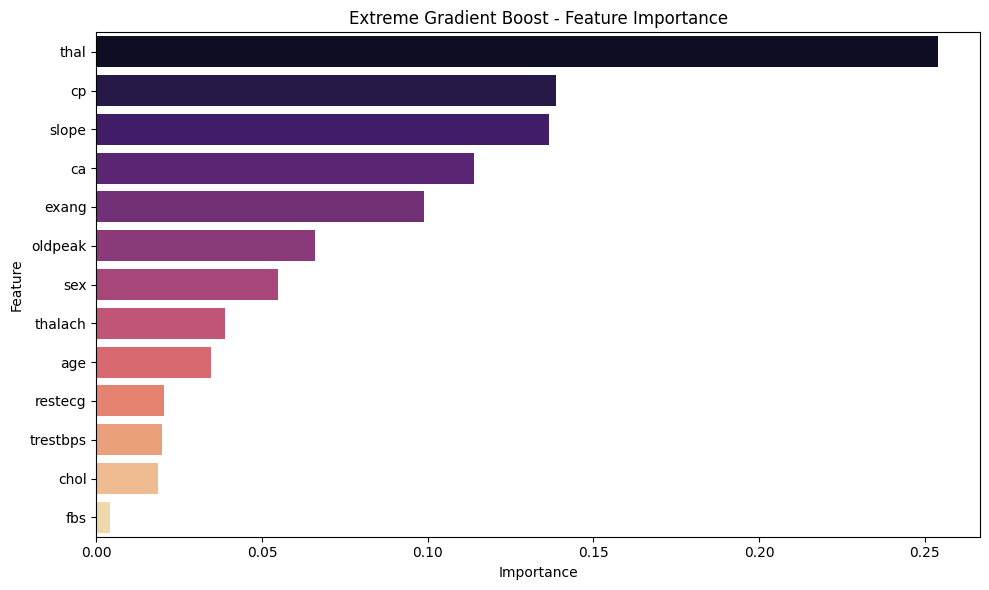 Extreme Gradient Boost - Feature Importance
thal
cp
slope
ca
exang
oldpeak
sex
thalach
age
restecg
trestbps
chol
fbs
Feature
0.00 0.05 0.10 0.15 0.20 0.25
Importance